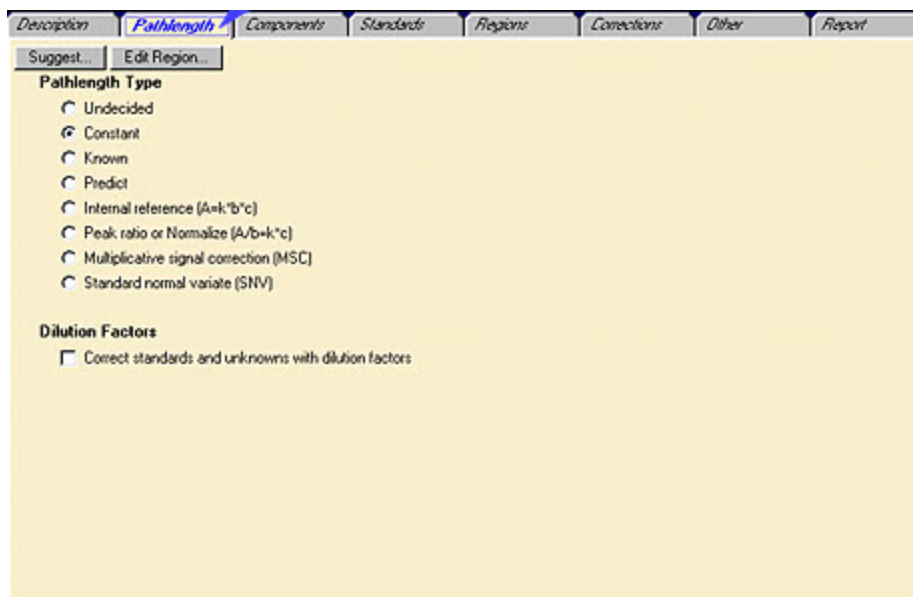 Description Pathlength Components Standards Regions Corrections Other Report
Suggest... Edit Region...
Pathlength Type
Undecided
Constant
Known
Predict
Internal reference (A=k*b*c)
Peak ratio or Normalize (A/b=k*c)
Multiplicative signal correction (MSC)
Standard normal variate (SNV)
Dilution Factors
Correct standards and unknowns with dilution factors